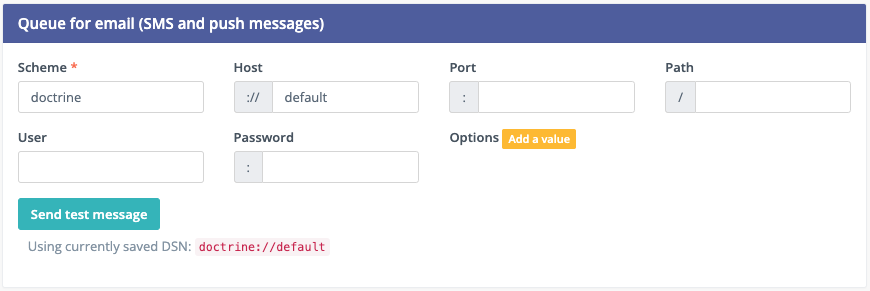 Queue for email (SMS and push messages)
Scheme * Host Port Path
doctrine :// default : /
User Password Options Add a value
:
Send test message
Using currently saved DSN: doctrine://default